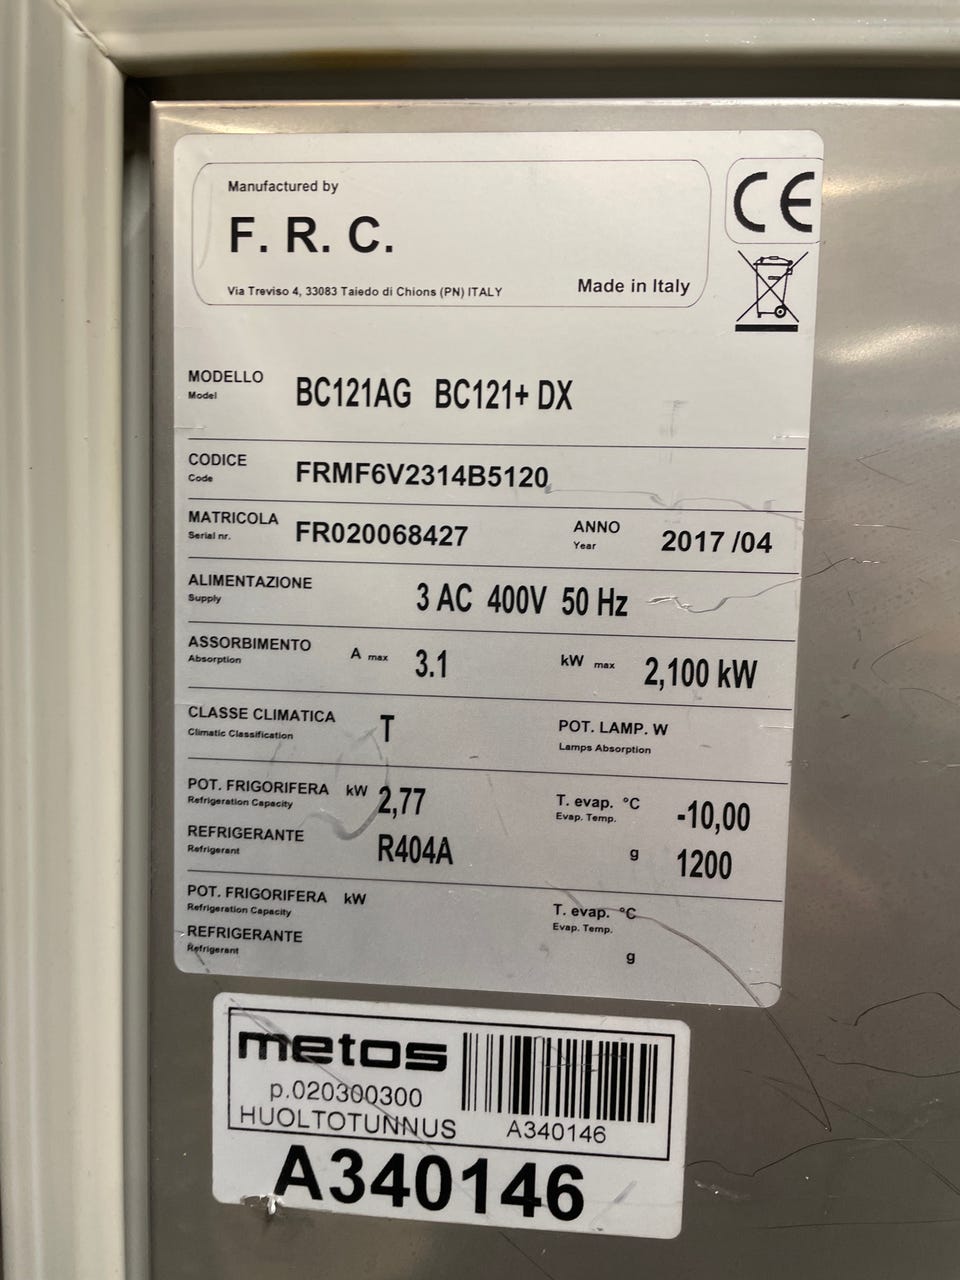 Manufactured by
F. R. C.
Via Treviso 4, 33083 Taiedo di Chions (PN) ITALY
Made in Italy
CE
MODELLO
Model
BC121AG BC121+ DX
CODICE
Code
FRMF6V2314B5120
MATRICOLA
Serial nr.
FR020068427
ANNO
Year
2017 /04
ALIMENTAZIONE
Supply
3 AC 400V 50 Hz
ASSORBIMENTO
Absorption
A max 3.1
kW max 2,100 kW
CLASSE CLIMATICA
Climatic Classification
T
POT. LAMP. W
Lamps Absorption
POT. FRIGORIFERA kW 2,77
Refrigeration Capacity
T. evap. °C -10,00
Evap. Temp.
REFRIGERANTE
Refrigerant
R404A
g 1200
POT. FRIGORIFERA kW
Refrigeration Capacity
T. evap. °C
Evap. Temp.
REFRIGERANTE
Refrigerant
g
metos
p.020300300
HUOLTOTUNNUS
A340146
A340146